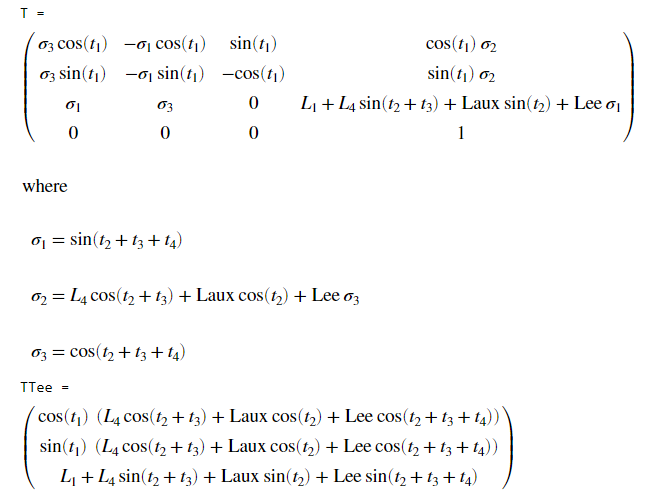 T =
σ₃ cos(t₁) −σ₁ cos(t₁) sin(t₁) cos(t₁) σ₂
σ₃ sin(t₁) −σ₁ sin(t₁) −cos(t₁) sin(t₁) σ₂
σ₁ σ₃ 0 L₁ + L₄ sin(t₂ + t₃) + Laux sin(t₂) + Lee σ₁
0 0 0 1
where
σ₁ = sin(t₂ + t₃ + t₄)
σ₂ = L₄ cos(t₂ + t₃) + Laux cos(t₂) + Lee σ₃
σ₃ = cos(t₂ + t₃ + t₄)
TTee =
cos(t₁) (L₄ cos(t₂ + t₃) + Laux cos(t₂) + Lee cos(t₂ + t₃ + t₄))
sin(t₁) (L₄ cos(t₂ + t₃) + Laux cos(t₂) + Lee cos(t₂ + t₃ + t₄))
L₁ + L₄ sin(t₂ + t₃) + Laux sin(t₂) + Lee sin(t₂ + t₃ + t₄)